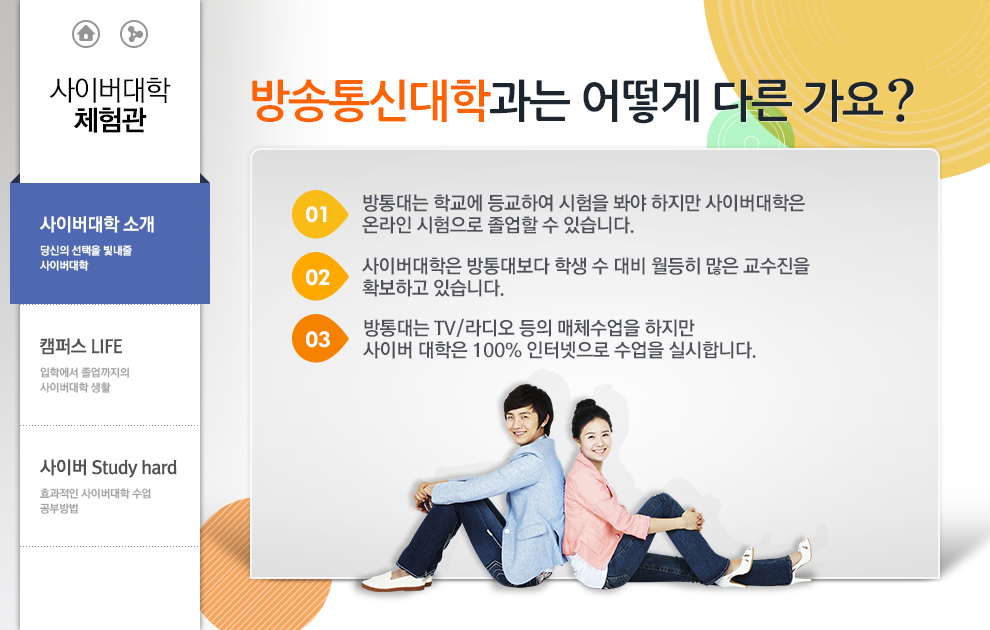 사이버대학
체험관
사이버대학 소개
당신의 선택을 빛내줄
사이버대학
캠퍼스 LIFE
입학에서 졸업까지의
사이버대학 생활
사이버 Study hard
효과적인 사이버대학 수업
공부방법
방송통신대학과는 어떻게 다른 가요?
01 방통대는 학교에 등교하여 시험을 봐야 하지만 사이버대학은
온라인 시험으로 졸업할 수 있습니다.
02 사이버대학은 방통대보다 학생 수 대비 월등히 많은 교수진을
확보하고 있습니다.
03 방통대는 TV/라디오 등의 매체수업을 하지만
사이버 대학은 100% 인터넷으로 수업을 실시합니다.